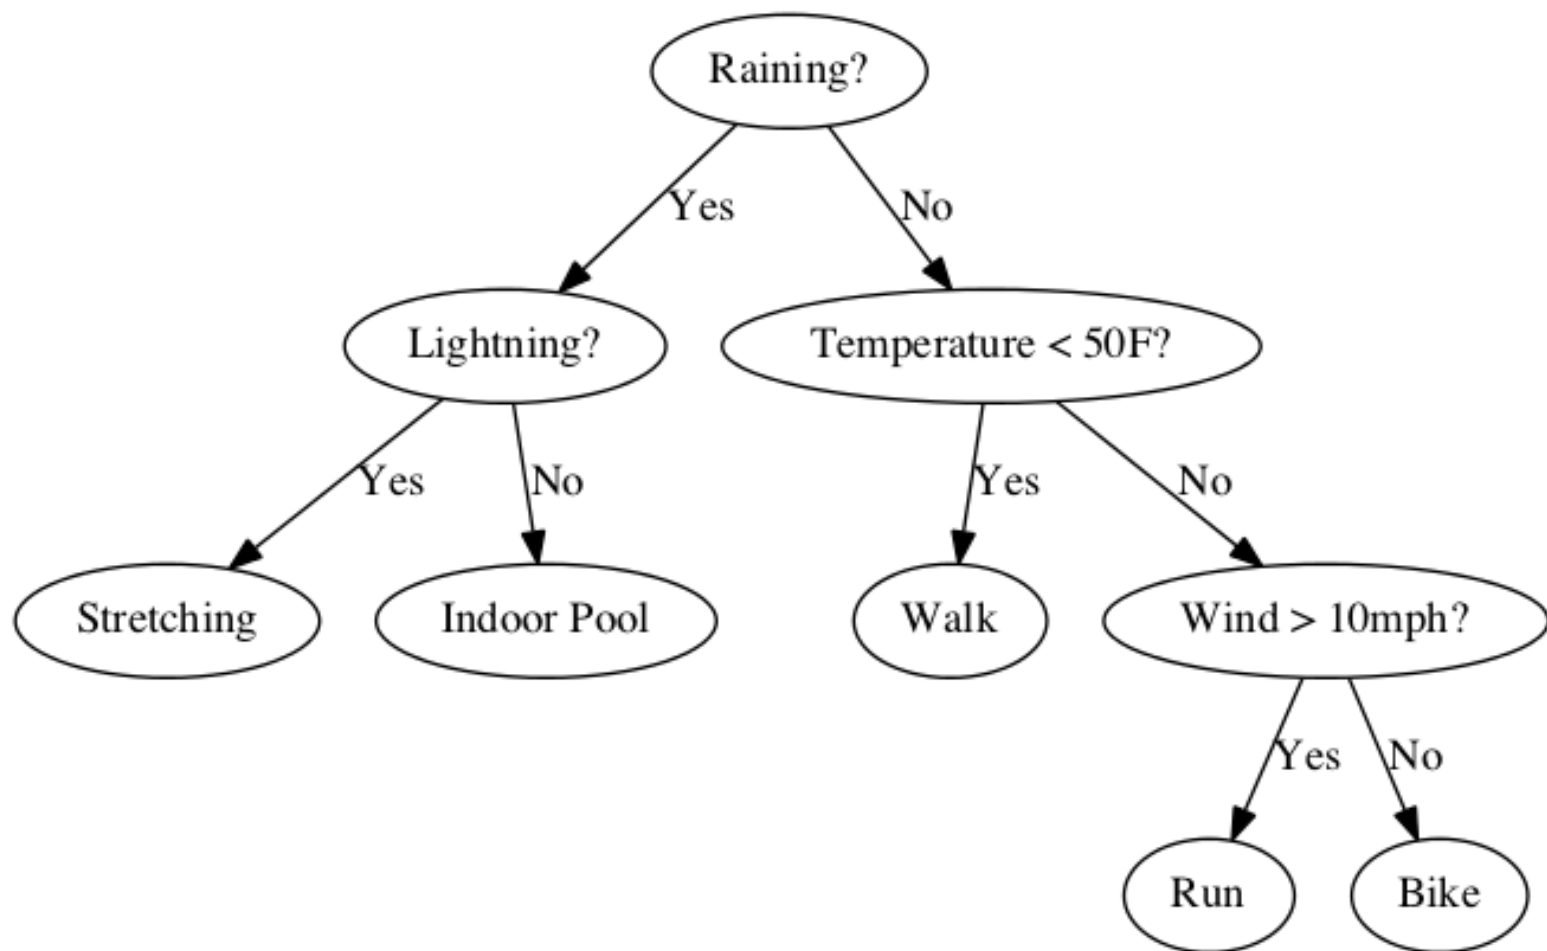 Raining?
Yes
No
Lightning?
Temperature < 50F?
Yes
No
Yes
No
Stretching
Indoor Pool
Walk
Wind > 10mph?
Yes
No
Run
Bike